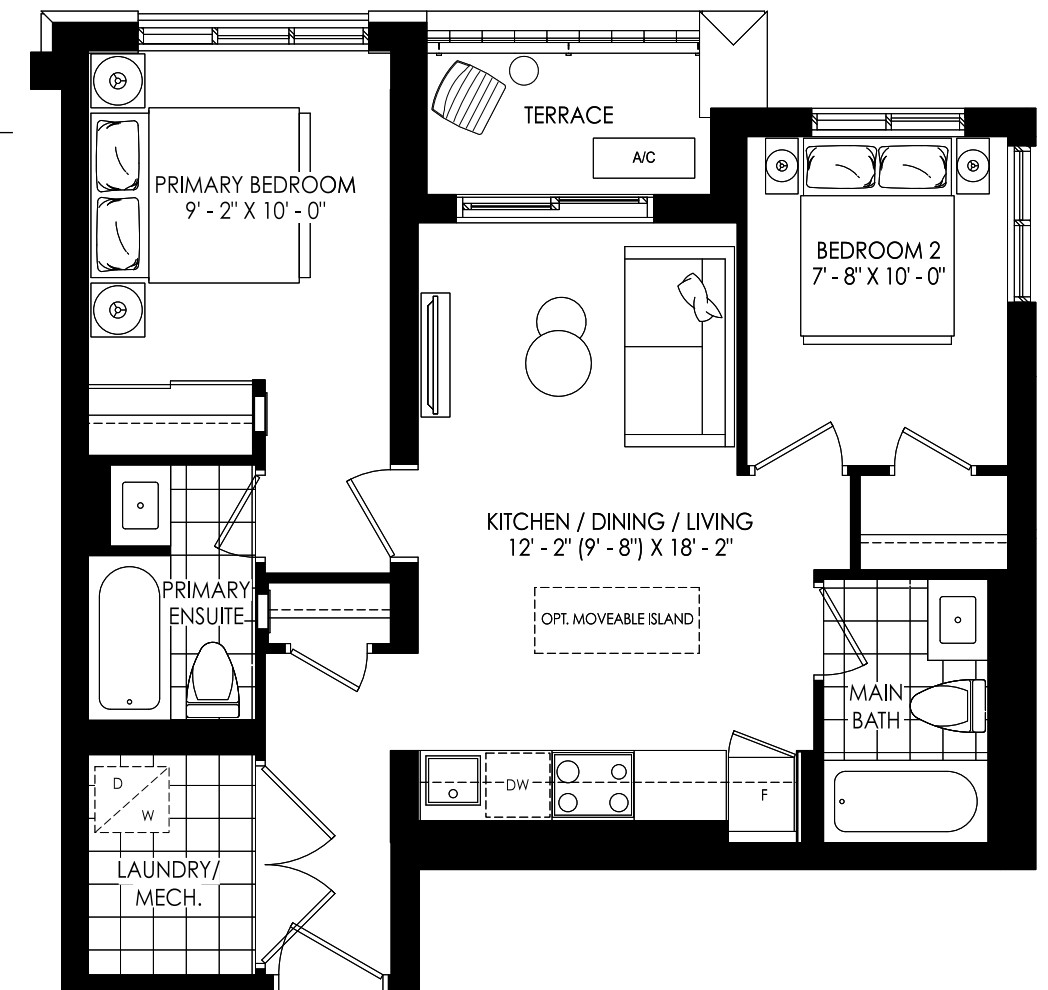 TERRACE
A/C
PRIMARY BEDROOM
9' - 2" X 10' - 0"
BEDROOM 2
7' - 8" X 10' - 0"
KITCHEN / DINING / LIVING
12' - 2" (9' - 8") X 18' - 2"
PRIMARY
ENSUITE
OPT. MOVEABLE ISLAND
MAIN
BATH
D
W
DW
F
LAUNDRY/
MECH.